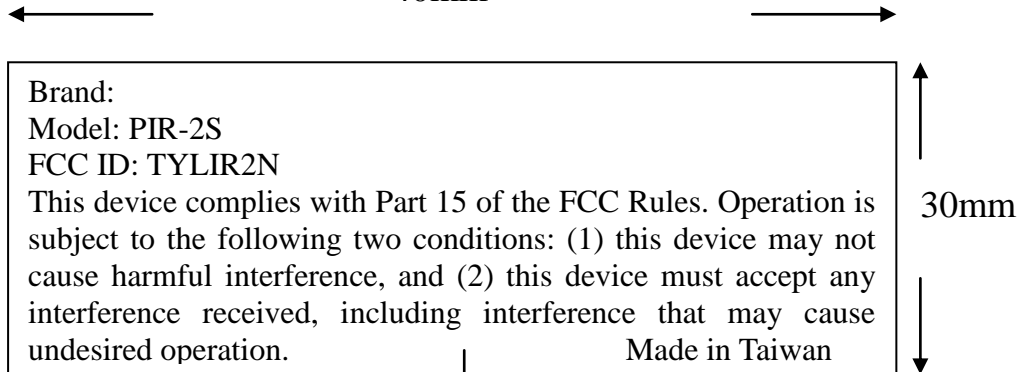 Brand:
Model: PIR-2S
FCC ID: TYLIR2N
This device complies with Part 15 of the FCC Rules. Operation is
30mm
subject to the following two conditions: (1) this device may not
cause harmful interference, and (2) this device must accept any
interference received, including interference that may cause
undesired operation. Made in Taiwan